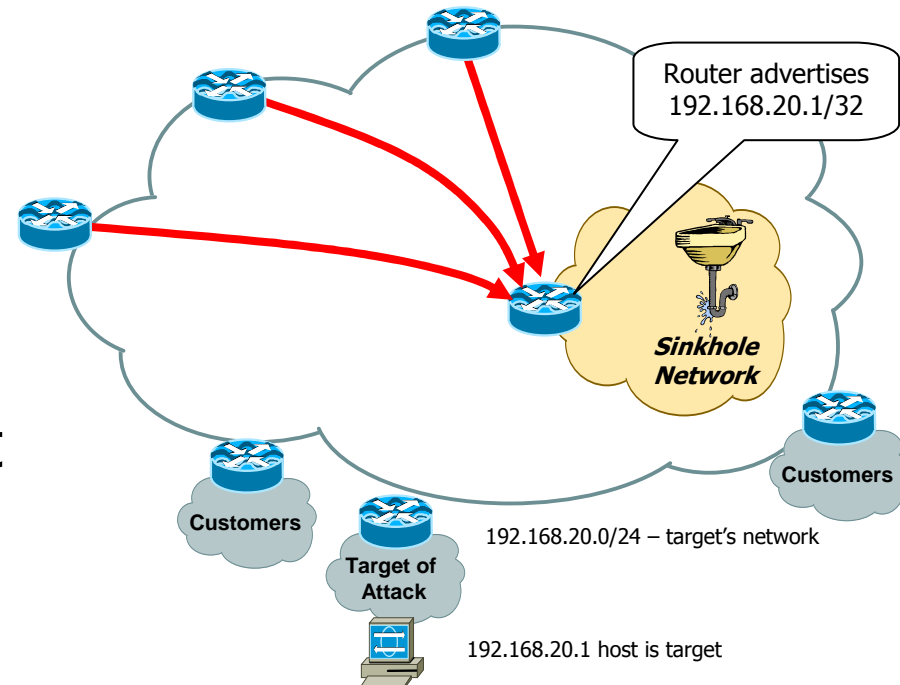 Router advertises
192.168.20.1/32
Sinkhole
Network
Customers
Customers
192.168.20.0/24 – target's network
Target of
Attack
192.168.20.1 host is target